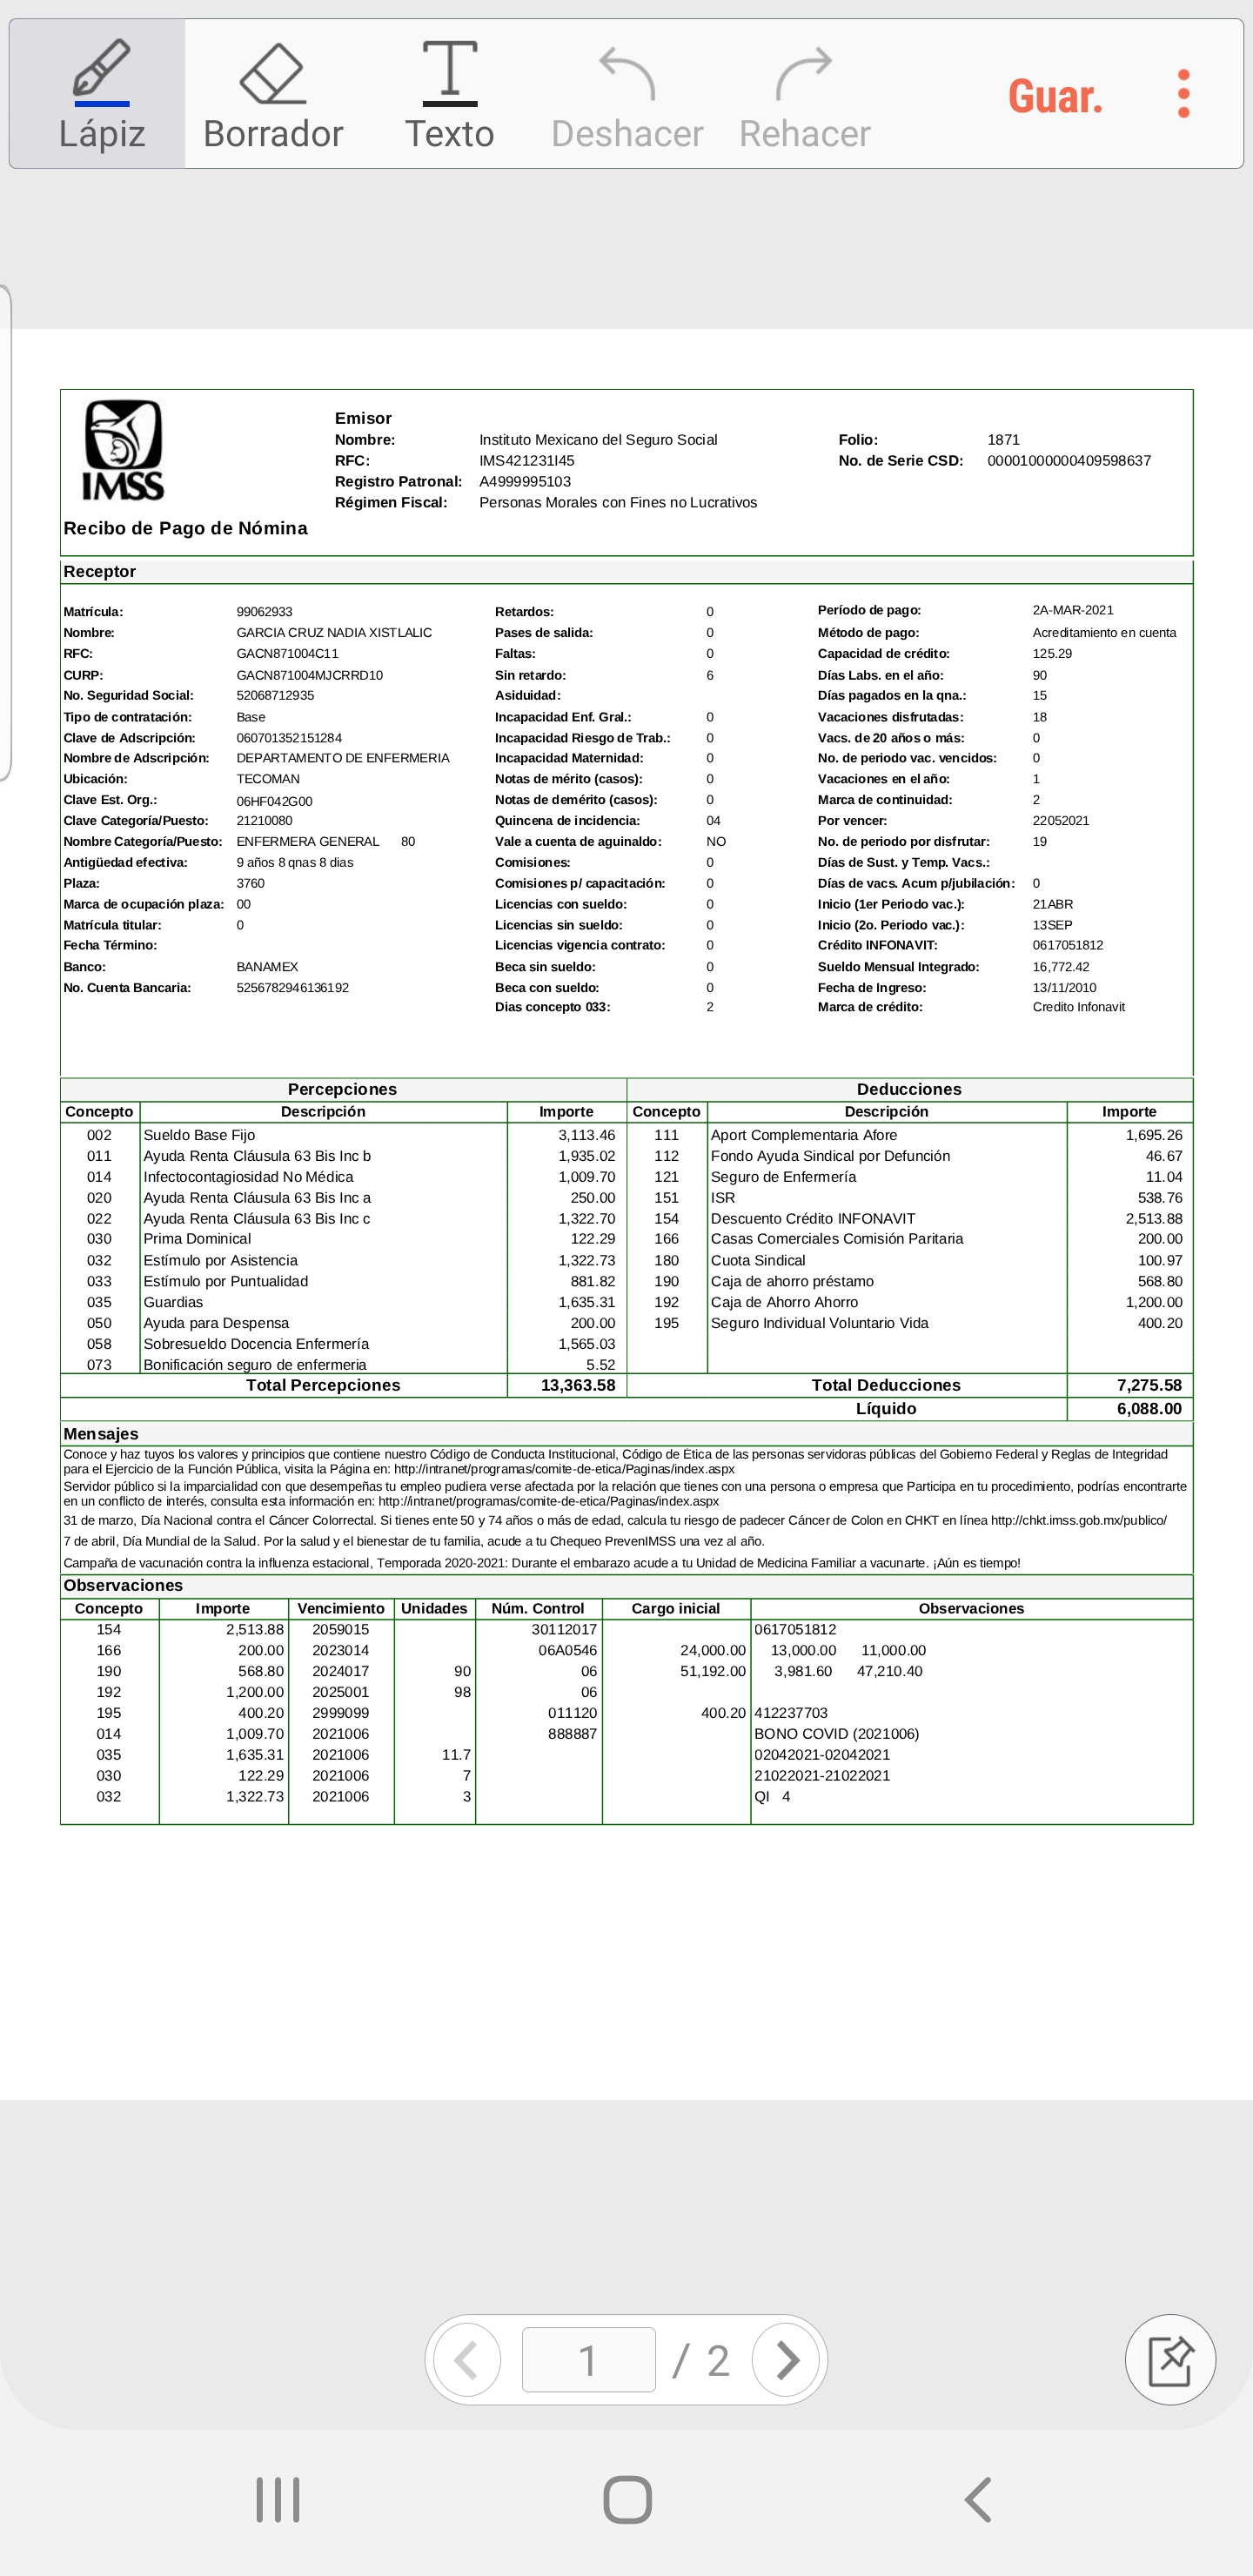 Lápiz Borrador Texto Deshacer Rehacer Guar.
IMSS
Emisor
Nombre: Instituto Mexicano del Seguro Social Folio: 1871
RFC: IMS421231I45 No. de Serie CSD: 00001000000409598637
Registro Patronal: A4999995103
Régimen Fiscal: Personas Morales con Fines no Lucrativos
Recibo de Pago de Nómina
Receptor
Matrícula: 99062933 Retardos: 0 Período de pago: 2A-MAR-2021
Nombre: GARCIA CRUZ NADIA XISTLALIC Pases de salida: 0 Método de pago: Acreditamiento en cuenta
RFC: GACN871004C11 Faltas: 0 Capacidad de crédito: 125.29
CURP: GACN871004MJCRRD10 Sin retardo: 6 Días Labs. en el año: 90
No. Seguridad Social: 52068712935 Asiduidad: Días pagados en la qna.: 15
Tipo de contratación: Base Incapacidad Enf. Gral.: 0 Vacaciones disfrutadas: 18
Clave de Adscripción: 060701352151284 Incapacidad Riesgo de Trab.: 0 Vacs. de 20 años o más: 0
Nombre de Adscripción: DEPARTAMENTO DE ENFERMERIA Incapacidad Maternidad: 0 No. de periodo vac. vencidos: 0
Ubicación: TECOMAN Notas de mérito (casos): 0 Vacaciones en el año: 1
Clave Est. Org.: 06HF042G00 Notas de demérito (casos): 0 Marca de continuidad: 2
Clave Categoría/Puesto: 21210080 Quincena de incidencia: 04 Por vencer: 22052021
Nombre Categoría/Puesto: ENFERMERA GENERAL 80 Vale a cuenta de aguinaldo: NO No. de periodo por disfrutar: 19
Antigüedad efectiva: 9 años 8 qnas 8 dias Comisiones: 0 Días de Sust. y Temp. Vacs.:
Plaza: 3760 Comisiones p/ capacitación: 0 Días de vacs. Acum p/jubilación: 0
Marca de ocupación plaza: 00 Licencias con sueldo: 0 Inicio (1er Periodo vac.): 21ABR
Matrícula titular: 0 Licencias sin sueldo: 0 Inicio (2o. Periodo vac.): 13SEP
Fecha Término: Licencias vigencia contrato: 0 Crédito INFONAVIT: 0617051812
Banco: BANAMEX Beca sin sueldo: 0 Sueldo Mensual Integrado: 16,772.42
No. Cuenta Bancaria: 5256782946136192 Beca con sueldo: 0 Fecha de Ingreso: 13/11/2010
Dias concepto 033: 2 Marca de crédito: Credito Infonavit
Percepciones Deducciones
Concepto Descripción Importe Concepto Descripción Importe
002 Sueldo Base Fijo 3,113.46 111 Aport Complementaria Afore 1,695.26
011 Ayuda Renta Cláusula 63 Bis Inc b 1,935.02 112 Fondo Ayuda Sindical por Defunción 46.67
014 Infectocontagiosidad No Médica 1,009.70 121 Seguro de Enfermería 11.04
020 Ayuda Renta Cláusula 63 Bis Inc a 250.00 151 ISR 538.76
022 Ayuda Renta Cláusula 63 Bis Inc c 1,322.70 154 Descuento Crédito INFONAVIT 2,513.88
030 Prima Dominical 122.29 166 Casas Comerciales Comisión Paritaria 200.00
032 Estímulo por Asistencia 1,322.73 180 Cuota Sindical 100.97
033 Estímulo por Puntualidad 881.82 190 Caja de ahorro préstamo 568.80
035 Guardias 1,635.31 192 Caja de Ahorro Ahorro 1,200.00
050 Ayuda para Despensa 200.00 195 Seguro Individual Voluntario Vida 400.20
058 Sobresueldo Docencia Enfermería 1,565.03
073 Bonificación seguro de enfermeria 5.52
Total Percepciones 13,363.58 Total Deducciones 7,275.58
Líquido 6,088.00
Mensajes
Conoce y haz tuyos los valores y principios que contiene nuestro Código de Conducta Institucional, Código de Ética de las personas servidoras públicas del Gobierno Federal y Reglas de Integridad
para el Ejercicio de la Función Pública, visita la Página en: http://intranet/programas/comite-de-etica/Paginas/index.aspx
Servidor público si la imparcialidad con que desempeñas tu empleo pudiera verse afectada por la relación que tienes con una persona o empresa que Participa en tu procedimiento, podrías encontrarte
en un conflicto de interés, consulta esta información en: http://intranet/programas/comite-de-etica/Paginas/index.aspx
31 de marzo, Día Nacional contra el Cáncer Colorrectal. Si tienes ente 50 y 74 años o más de edad, calcula tu riesgo de padecer Cáncer de Colon en CHKT en línea http://chkt.imss.gob.mx/publico/
7 de abril, Día Mundial de la Salud. Por la salud y el bienestar de tu familia, acude a tu Chequeo PrevenIMSS una vez al año.
Campaña de vacunación contra la influenza estacional, Temporada 2020-2021: Durante el embarazo acude a tu Unidad de Medicina Familiar a vacunarte. ¡Aún es tiempo!
Observaciones
Concepto Importe Vencimiento Unidades Núm. Control Cargo inicial Observaciones
154 2,513.88 2059015 30112017 0617051812
166 200.00 2023014 06A0546 24,000.00 13,000.00 11,000.00
190 568.80 2024017 90 06 51,192.00 3,981.60 47,210.40
192 1,200.00 2025001 98 06
195 400.20 2999099 011120 400.20 412237703
014 1,009.70 2021006 888887 BONO COVID (2021006)
035 1,635.31 2021006 11.7 02042021-02042021
030 122.29 2021006 7 21022021-21022021
032 1,322.73 2021006 3 QI 4
1 / 2